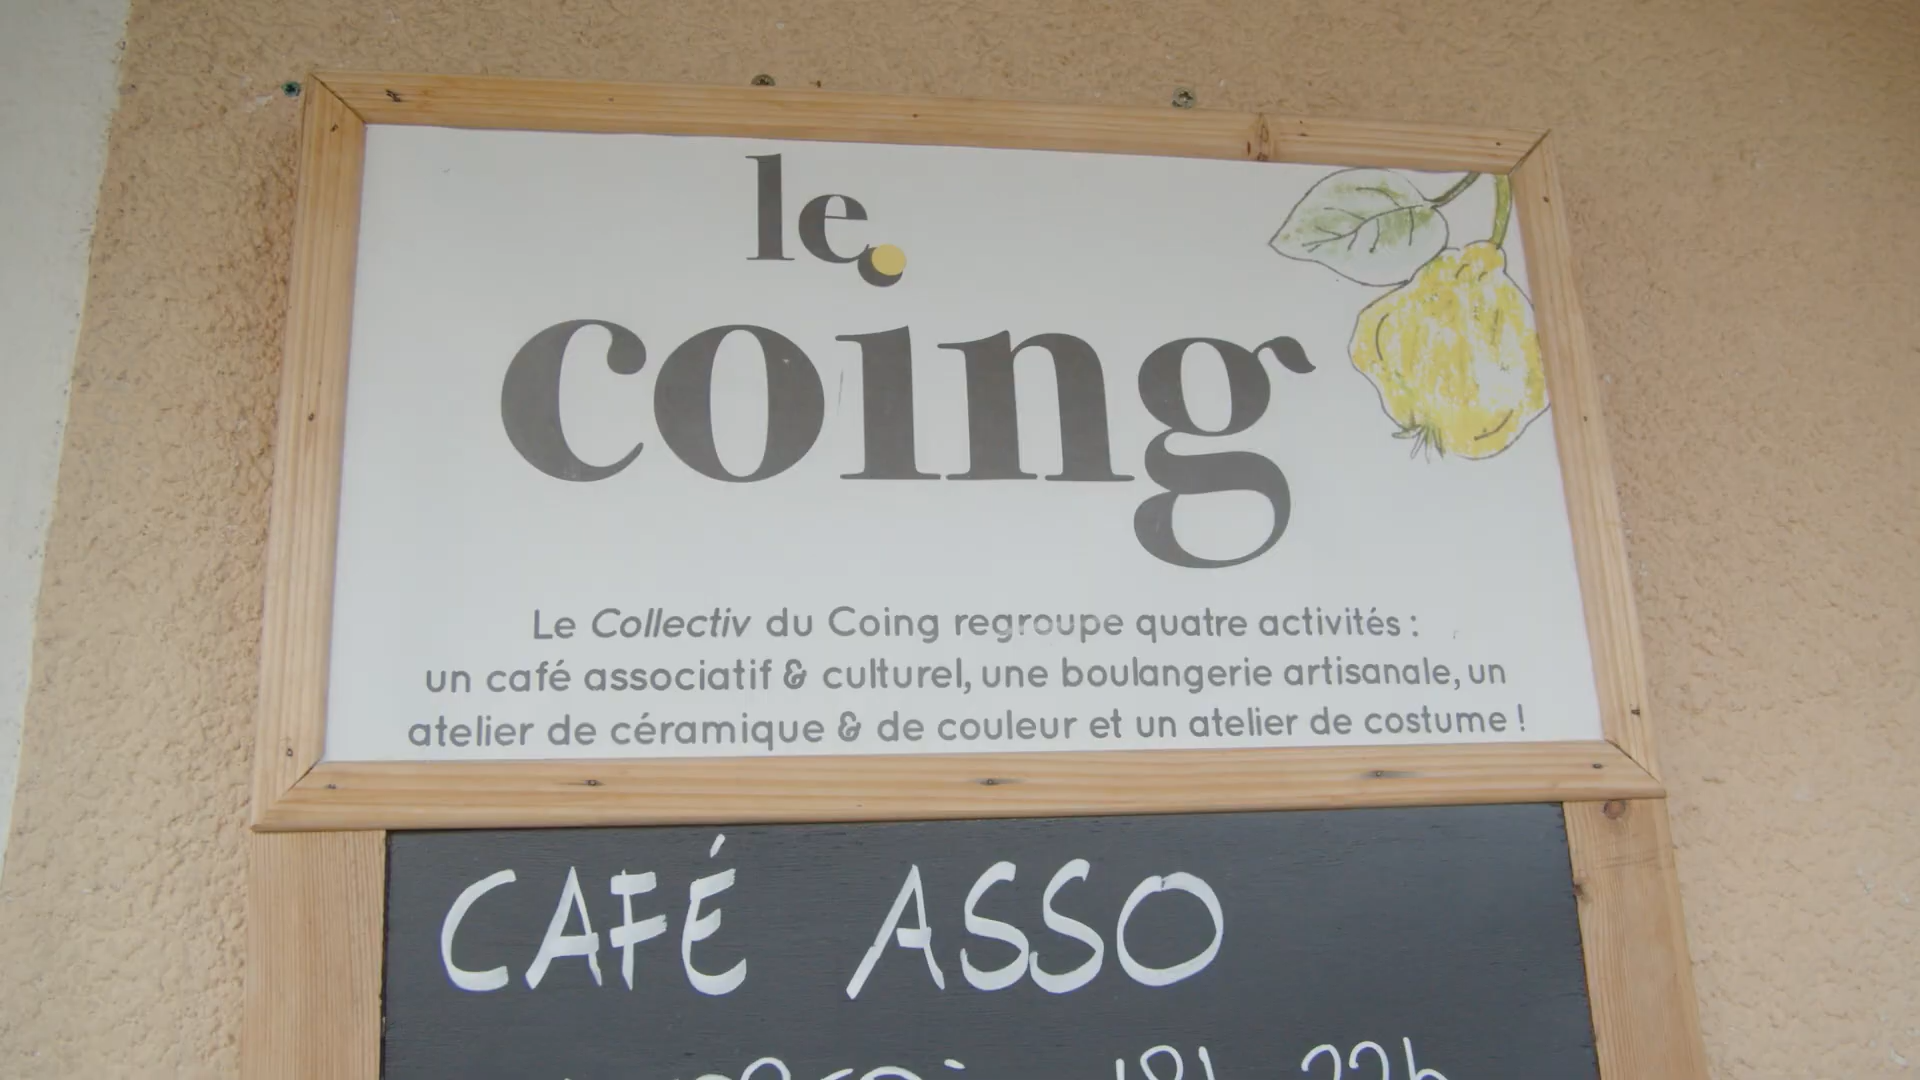 le
coing
Le Collectiv du Coing regroupe quatre activités :
un café associatif & culturel, une boulangerie artisanale, un
atelier de céramique & de couleur et un atelier de costume !
CAFÉ ASSO